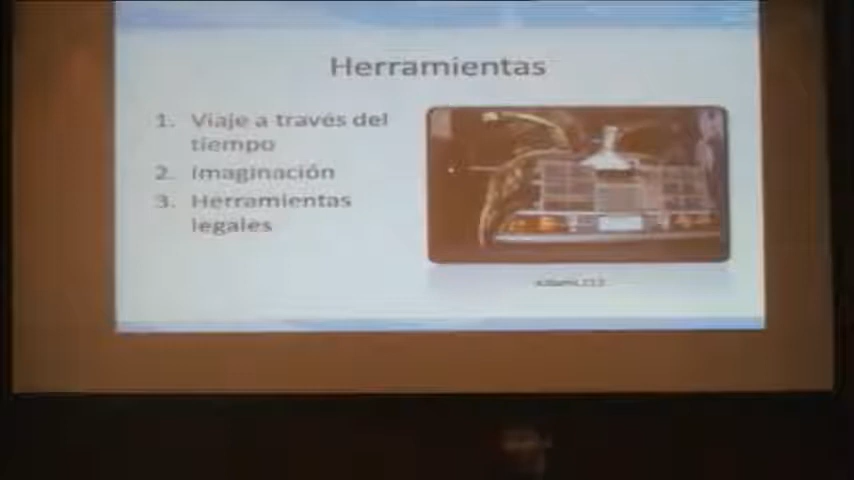 Herramientas
1. Viaje a través del
tiempo
2. Imaginación
3. Herramientas
legales